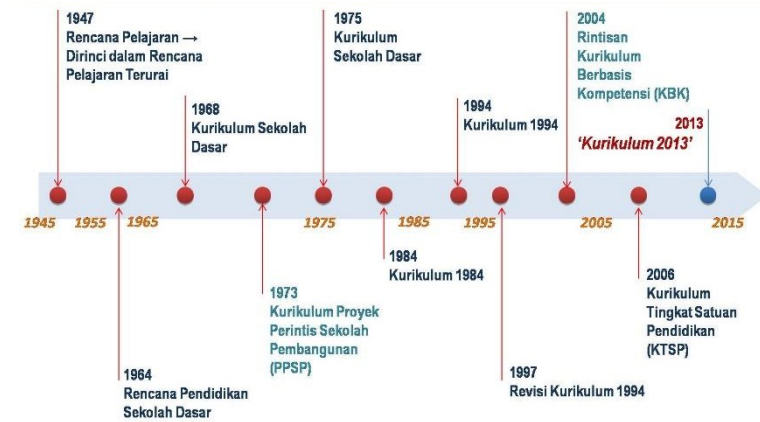 1947
Rencana Pelajaran →
Dirinci dalam Rencana
Pelajaran Terurai
1968
Kurikulum Sekolah
Dasar
1975
Kurikulum
Sekolah Dasar
1994
Kurikulum 1994
2004
Rintisan
Kurikulum
Berbasis
Kompetensi (KBK)
2013
'Kurikulum 2013'
1945
1955
1965
1975
1985
1995
2005
2015
1964
Rencana Pendidikan
Sekolah Dasar
1973
Kurikulum Proyek
Perintis Sekolah
Pembangunan
(PPSP)
1984
Kurikulum 1984
1997
Revisi Kurikulum 1994
2006
Kurikulum
Tingkat Satuan
Pendidikan
(KTSP)